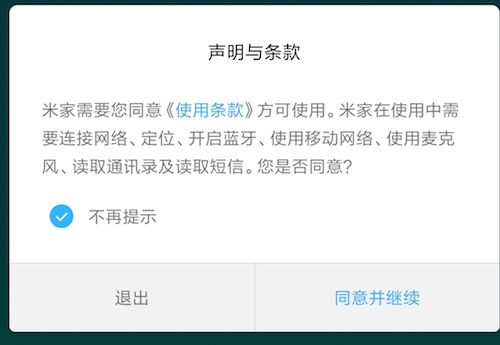 声明与条款
米家需要您同意《使用条款》方可使用。米家在使用中需
要连接网络、定位、开启蓝牙、使用移动网络、使用麦克
风、读取通讯录及读取短信。您是否同意?
不再提示
退出
同意并继续